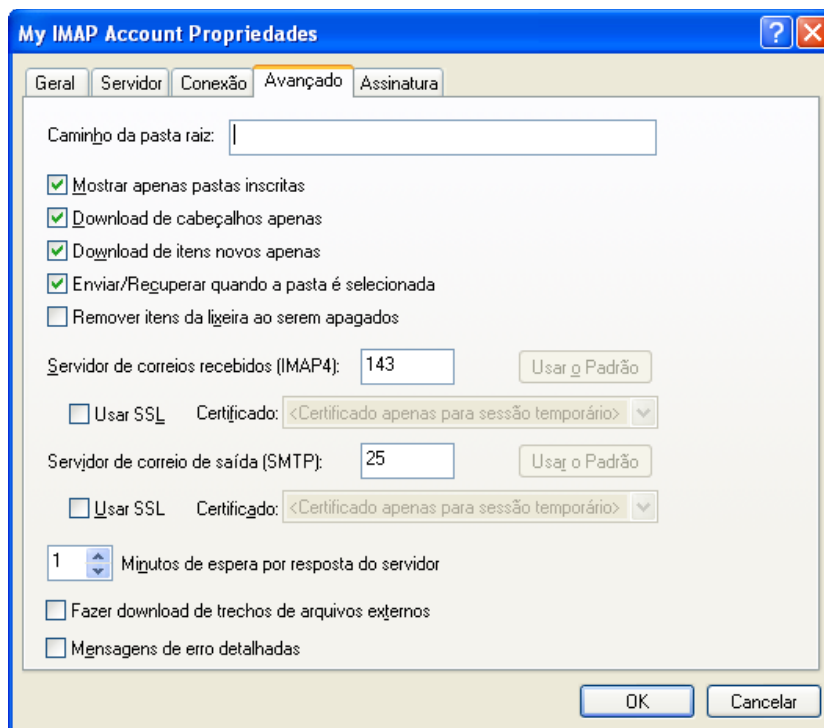 My IMAP Account Propriedades
Geral Servidor Conexão Avançado Assinatura
Caminho da pasta raiz:
Mostrar apenas pastas inscritas
Download de cabeçalhos apenas
Download de itens novos apenas
Enviar/Recuperar quando a pasta é selecionada
Remover itens da lixeira ao serem apagados
Servidor de correios recebidos (IMAP4): 143 Usar o Padrão
Usar SSL Certificado: <Certificado apenas para sessão temporário>
Servidor de correio de saída (SMTP): 25 Usar o Padrão
Usar SSL Certificado: <Certificado apenas para sessão temporário>
1 Minutos de espera por resposta do servidor
Fazer download de trechos de arquivos externos
Mensagens de erro detalhadas
OK Cancelar